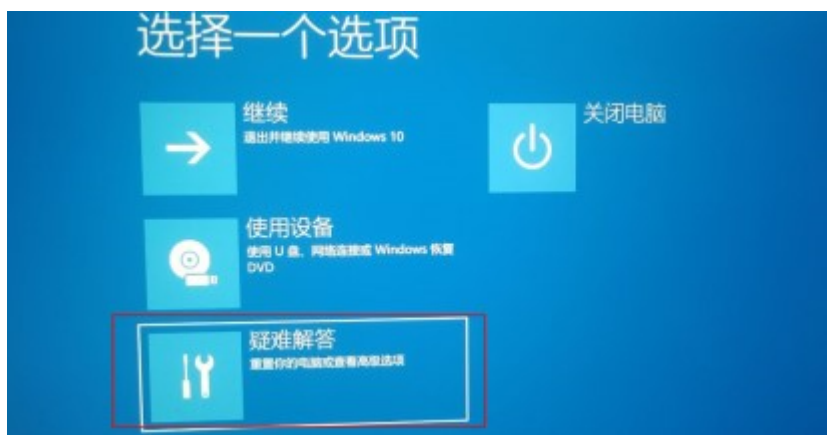 选择一个选项
继续
退出并继续使用 Windows 10
关闭电脑
使用设备
使用 U 盘、网络连接或 Windows 恢复
DVD
疑难解答
重置你的电脑或查看高级选项